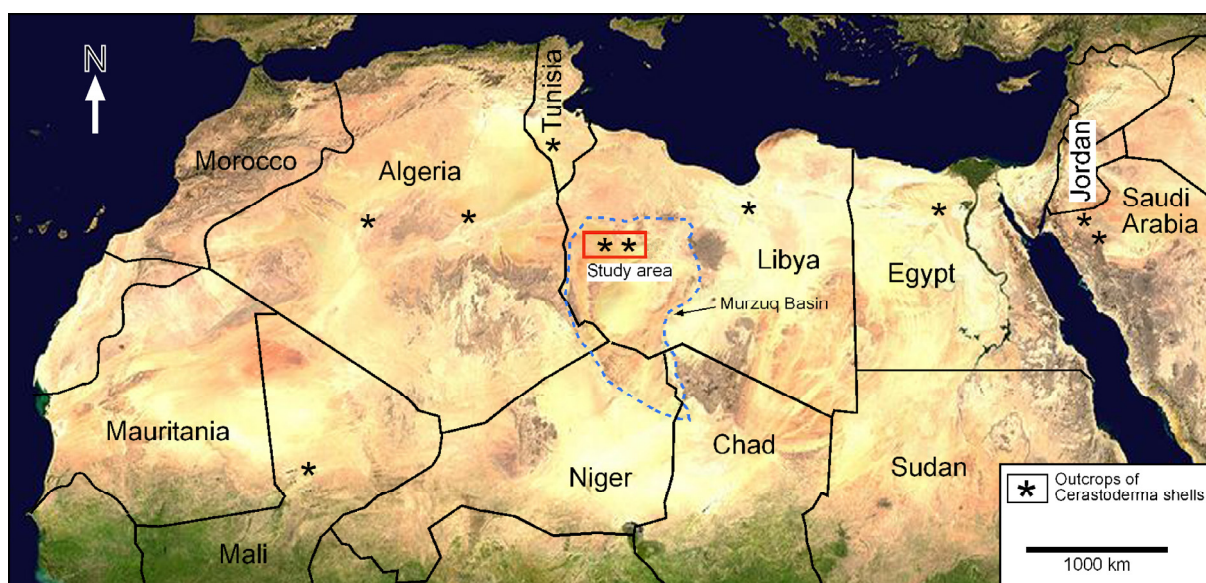 N
Tunisia
Morocco
Algeria
Jordan
Saudi
Arabia
Study area
Libya
Egypt
Murzuq Basin
Mauritania
Niger
Chad
Sudan
Mali
* Outcrops of
Cerastoderma shells
1000 km